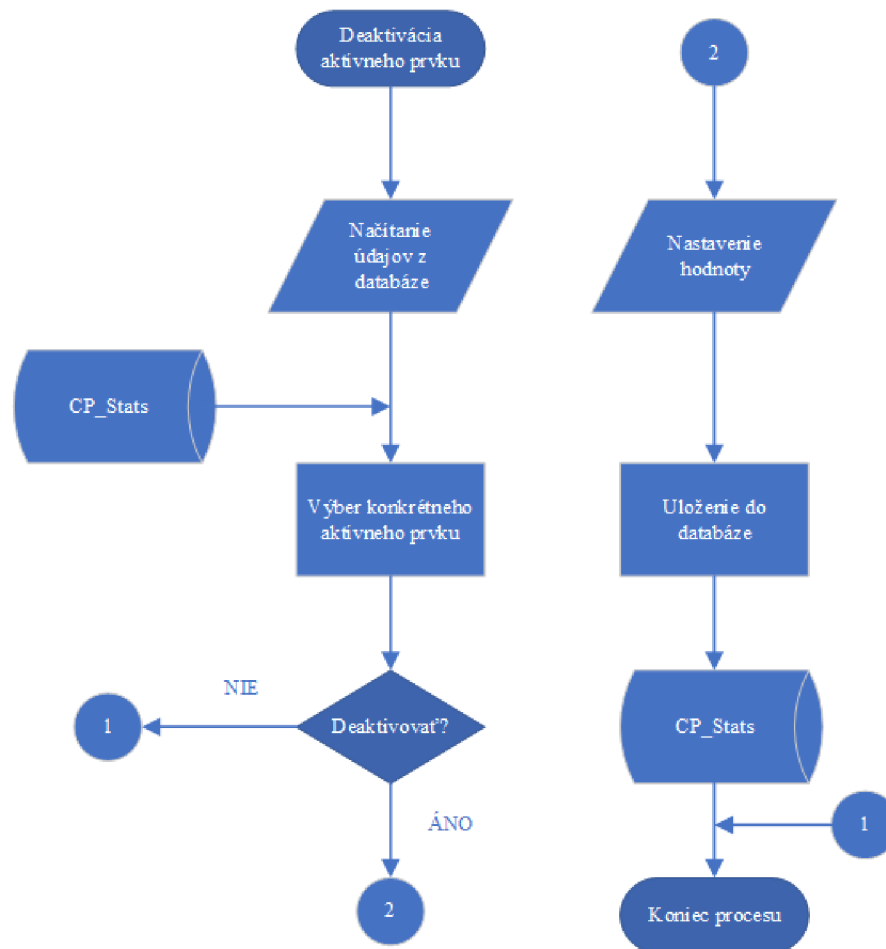 Deaktivácia
aktívneho prvku
Načítanie
údajov z
databáze
CP_Stats
Výber konkrétneho
aktívneho prvku
Deaktivovať?
NIE
1
ÁNO
2
2
Nastavenie
hodnoty
Uloženie do
databáze
CP_Stats
1
Koniec procesu